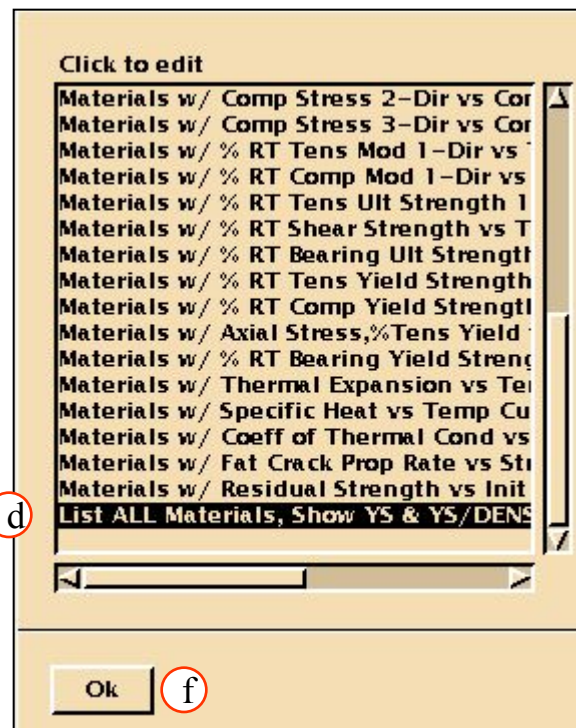 Click to edit
Materials w/ Comp Stress 2-Dir vs Cor
Materials w/ Comp Stress 3-Dir vs Cor
Materials w/ % RT Tens Mod 1-Dir vs
Materials w/ % RT Comp Mod 1-Dir vs
Materials w/ % RT Tens Ult Strength 1
Materials w/ % RT Shear Strength vs T
Materials w/ % RT Bearing Ult Strength
Materials w/ % RT Tens Yield Strength
Materials w/ % RT Comp Yield Strengtl
Materials w/ Axial Stress,%Tens Yield
Materials w/ % RT Bearing Yield Streng
Materials w/ Thermal Expansion vs Te
Materials w/ Specific Heat vs Temp Cu
Materials w/ Coeff of Thermal Cond vs
Materials w/ Fat Crack Prop Rate vs Str
Materials w/ Residual Strength vs Init
d List ALL Materials, Show YS & YS/DENS
Ok f